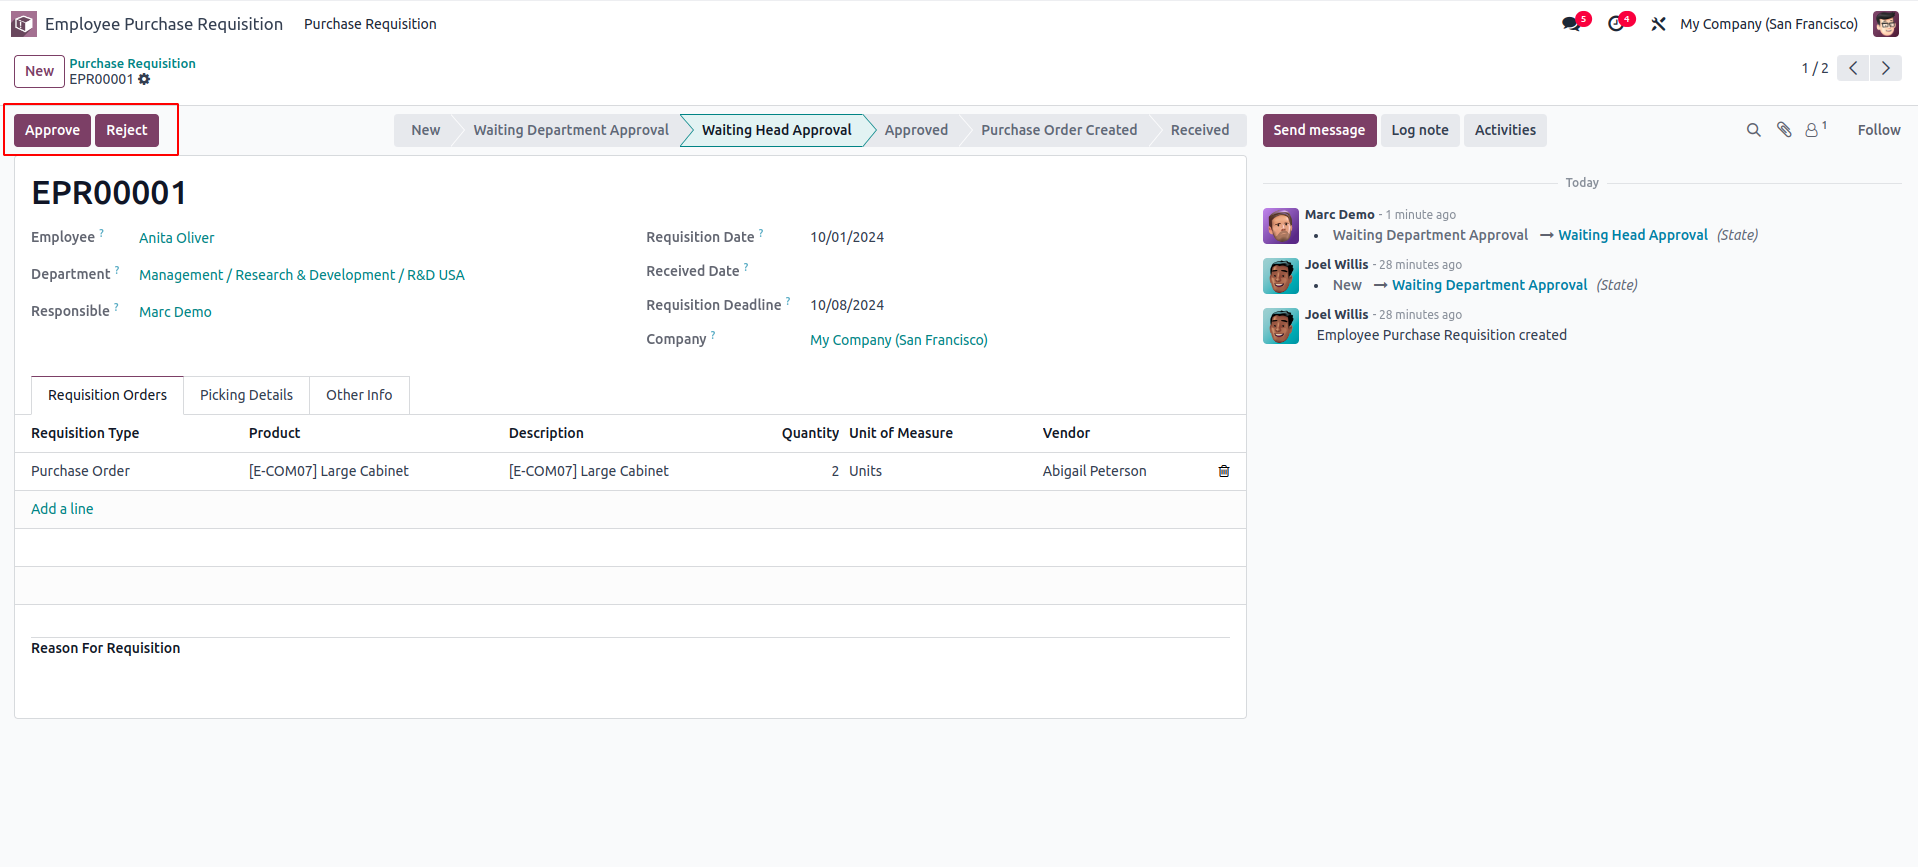 Employee Purchase Requisition Purchase Requisition 5 4 My Company (San Francisco)
New Purchase Requisition
EPR00001 1 / 2
Approve Reject New Waiting Department Approval Waiting Head Approval Approved Purchase Order Created Received Send message Log note Activities 1 Follow
EPR00001
Employee ? Anita Oliver
Department ? Management / Research & Development / R&D USA
Responsible ? Marc Demo
Requisition Date ? 10/01/2024
Received Date ?
Requisition Deadline ? 10/08/2024
Company ? My Company (San Francisco)
Requisition Orders Picking Details Other Info
Requisition Type Product Description Quantity Unit of Measure Vendor
Purchase Order [E-COM07] Large Cabinet [E-COM07] Large Cabinet 2 Units Abigail Peterson
Add a line
Reason For Requisition
Today
Marc Demo - 1 minute ago
• Waiting Department Approval → Waiting Head Approval (State)
Joel Willis - 28 minutes ago
• New → Waiting Department Approval (State)
Joel Willis - 28 minutes ago
Employee Purchase Requisition created